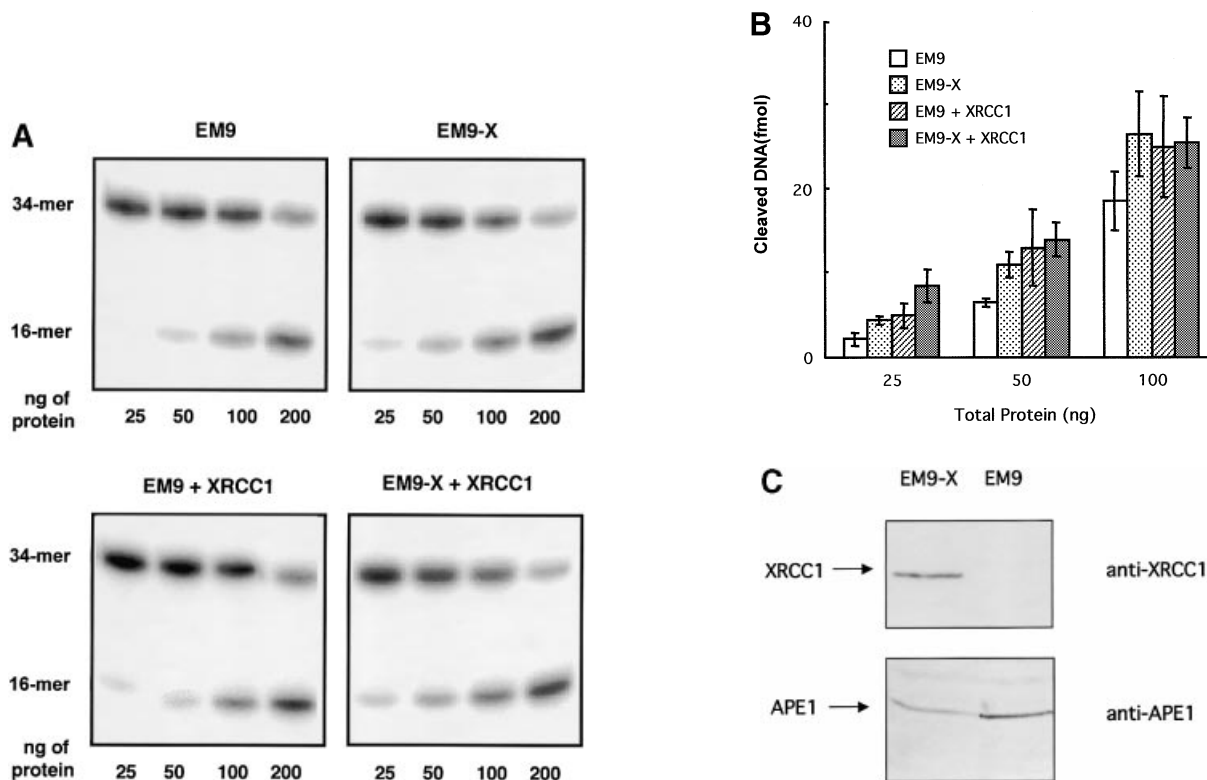 A
EM9
EM9-X
34-mer
16-mer
ng of
protein
25 50 100 200
25 50 100 200
EM9 + XRCC1
EM9-X + XRCC1
34-mer
16-mer
ng of
protein
25 50 100 200
25 50 100 200
B
40
20
0
Cleaved DNA(fmol)
EM9
EM9-X
EM9 + XRCC1
EM9-X + XRCC1
25 50 100
Total Protein (ng)
C
EM9-X EM9
XRCC1
anti-XRCC1
APE1
anti-APE1